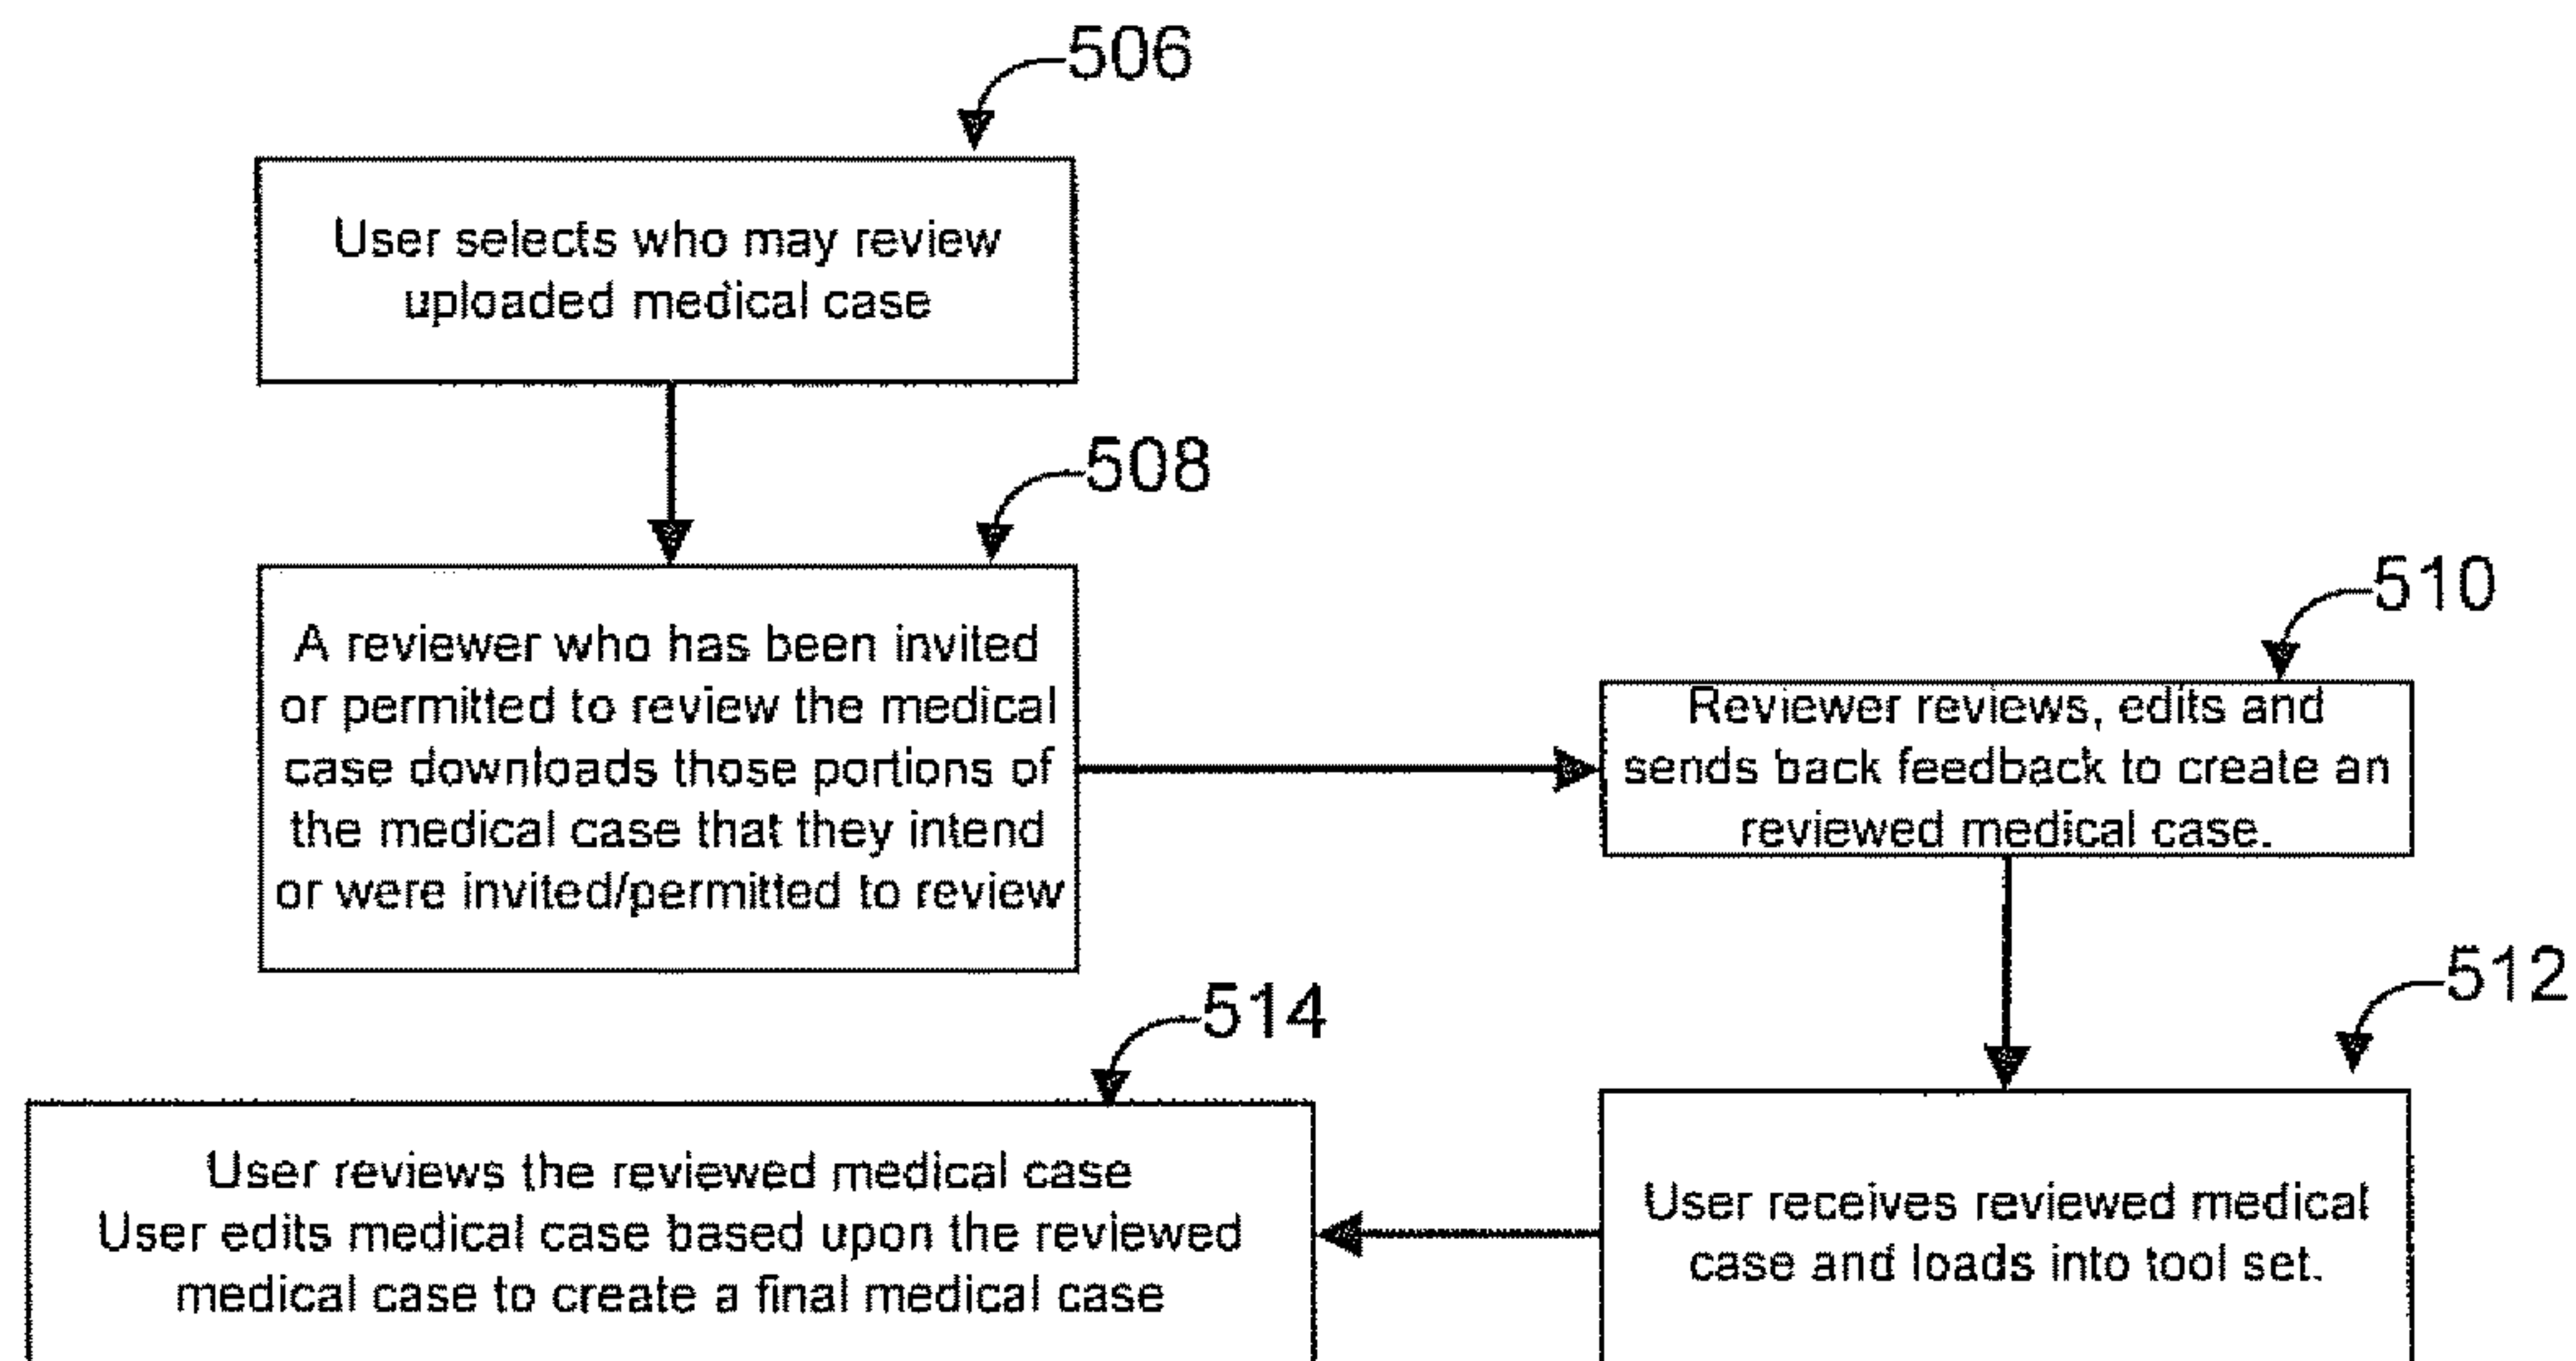 506
User selects who may review
uploaded medical case
508
A reviewer who has been invited
or permitted to review the medical
case downloads those portions of
the medical case that they intend
or were invited/permitted to review
510
Reviewer reviews, edits and
sends back feedback to create an
reviewed medical case.
512
User receives reviewed medical
case and loads into tool set.
514
User reviews the reviewed medical case
User edits medical case based upon the reviewed
medical case to create a final medical case